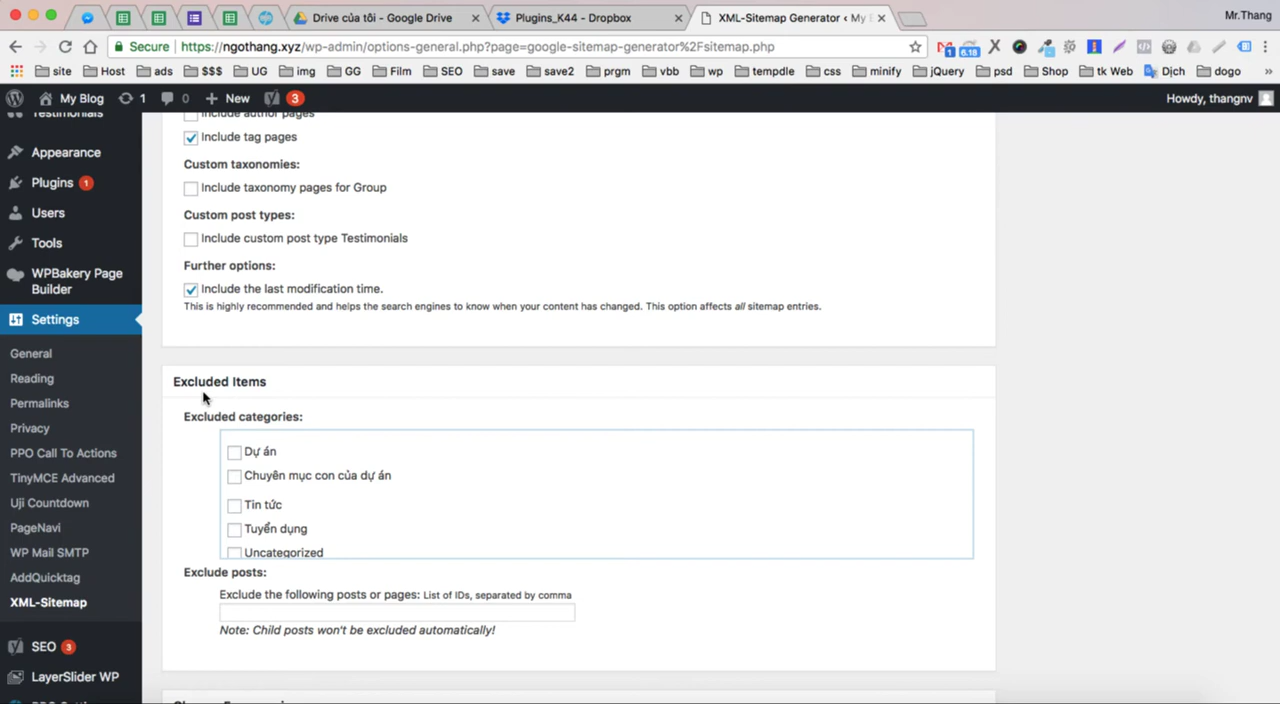 Mr.Thang
Drive của tôi - Google Drive
Plugins_K44 - Dropbox
XML-Sitemap Generator ‹ My B
Secure
https://ngothang.xyz/wp-admin/options-general.php?page=google-sitemap-generator%2Fsitemap.php
1
6.18
site
Host
ads
$$$
UG
img
GG
Film
SEO
save
save2
prgm
vbb
wp
tempdle
css
minify
jQuery
psd
Shop
tk Web
Dịch
dogo
»
My Blog
1
0
New
3
Howdy, thangnv
Testimonials
Appearance
Plugins 1
Users
Tools
WPBakery Page
Builder
Settings
General
Reading
Permalinks
Privacy
PPO Call To Actions
TinyMCE Advanced
Uji Countdown
PageNavi
WP Mail SMTP
AddQuicktag
XML-Sitemap
SEO 3
LayerSlider WP
Include author pages
Include tag pages
Custom taxonomies:
Include taxonomy pages for Group
Custom post types:
Include custom post type Testimonials
Further options:
Include the last modification time.
This is highly recommended and helps the search engines to know when your content has changed. This option affects all sitemap entries.
Excluded Items
Excluded categories:
Dự án
Chuyên mục con của dự án
Tin tức
Tuyển dụng
Uncategorized
Exclude posts:
Exclude the following posts or pages: List of IDs, separated by comma
Note: Child posts won't be excluded automatically!